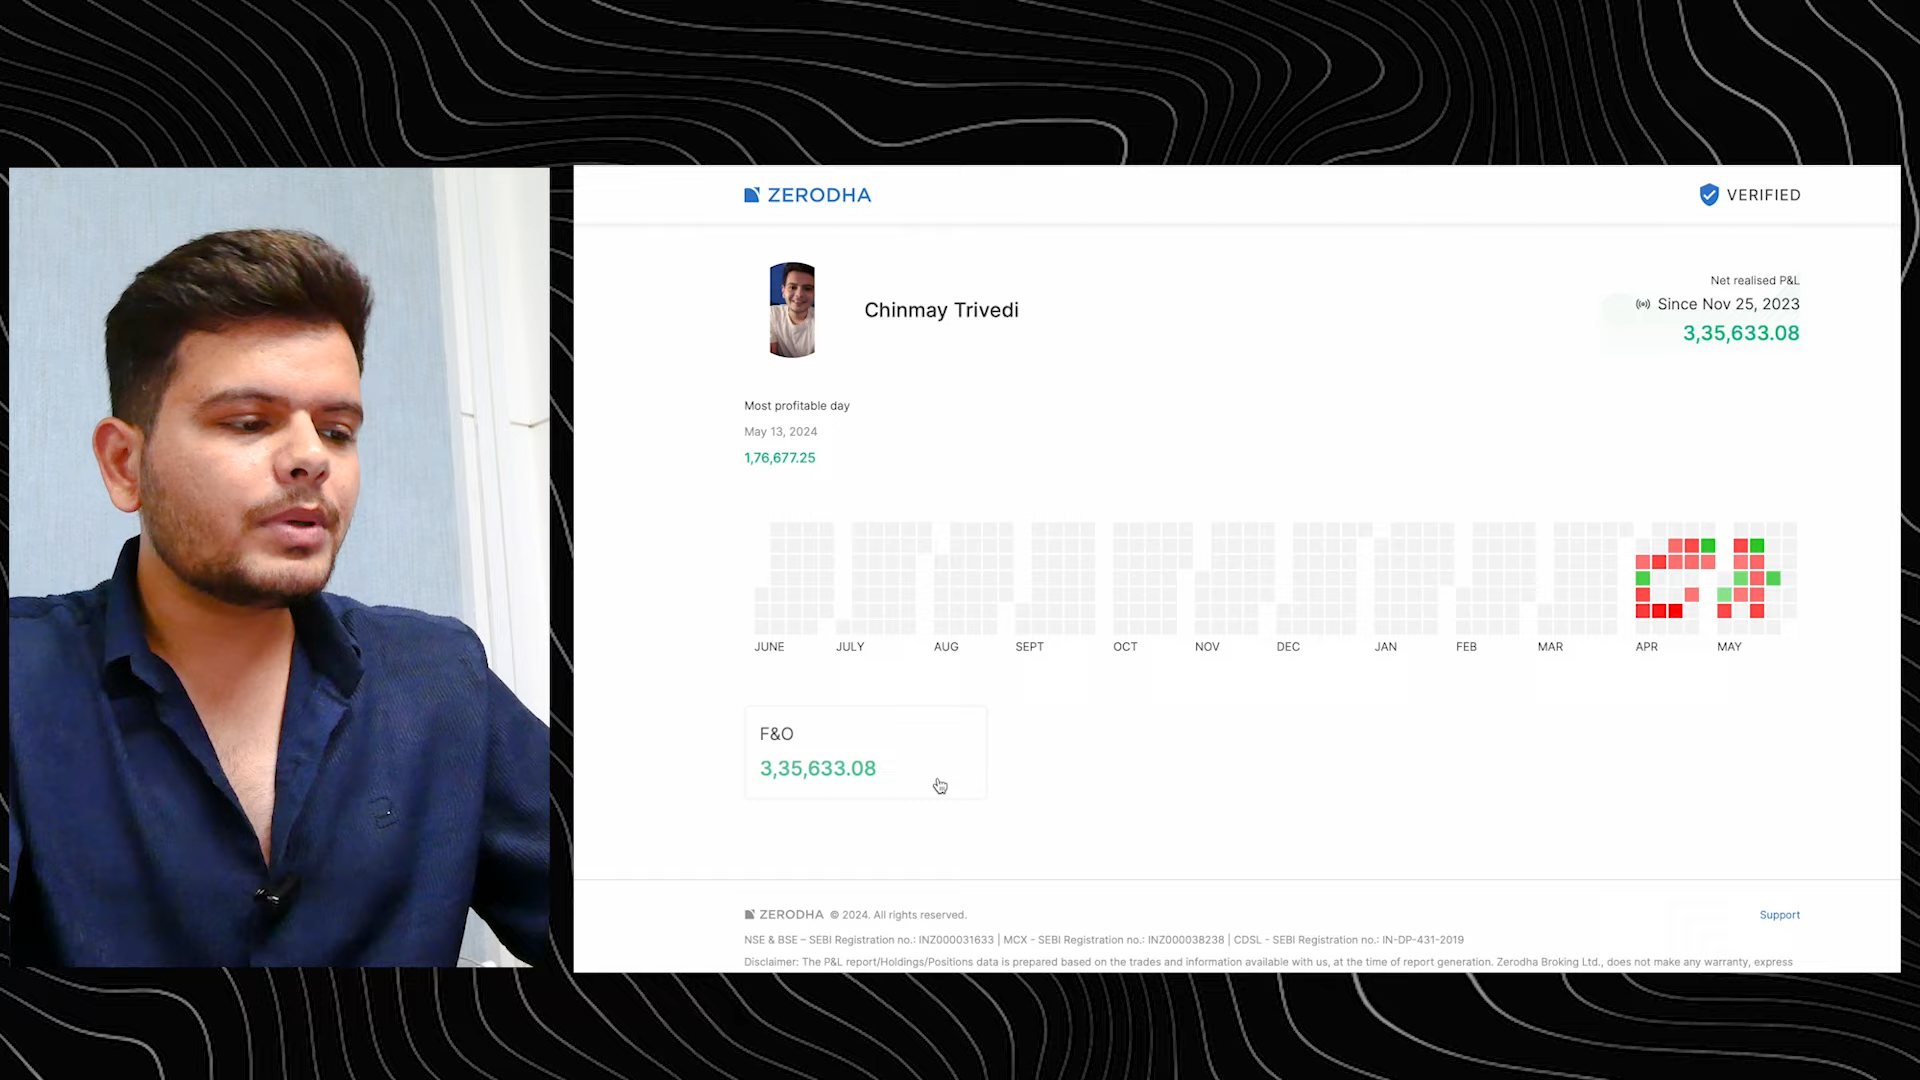 ZERODHA
VERIFIED
Chinmay Trivedi
Net realised P&L
Since Nov 25, 2023
3,35,633.08
Most profitable day
May 13, 2024
1,76,677.25
JUNE JULY AUG SEPT OCT NOV DEC JAN FEB MAR APR MAY
F&O
3,35,633.08
ZERODHA © 2024. All rights reserved.
Support
NSE & BSE – SEBI Registration no.: INZ000031633 | MCX - SEBI Registration no.: INZ000038238 | CDSL - SEBI Registration no.: IN-DP-431-2019
Disclaimer: The P&L report/Holdings/Positions data is prepared based on the trades and information available with us, at the time of report generation. Zerodha Broking Ltd., does not make any warranty, express